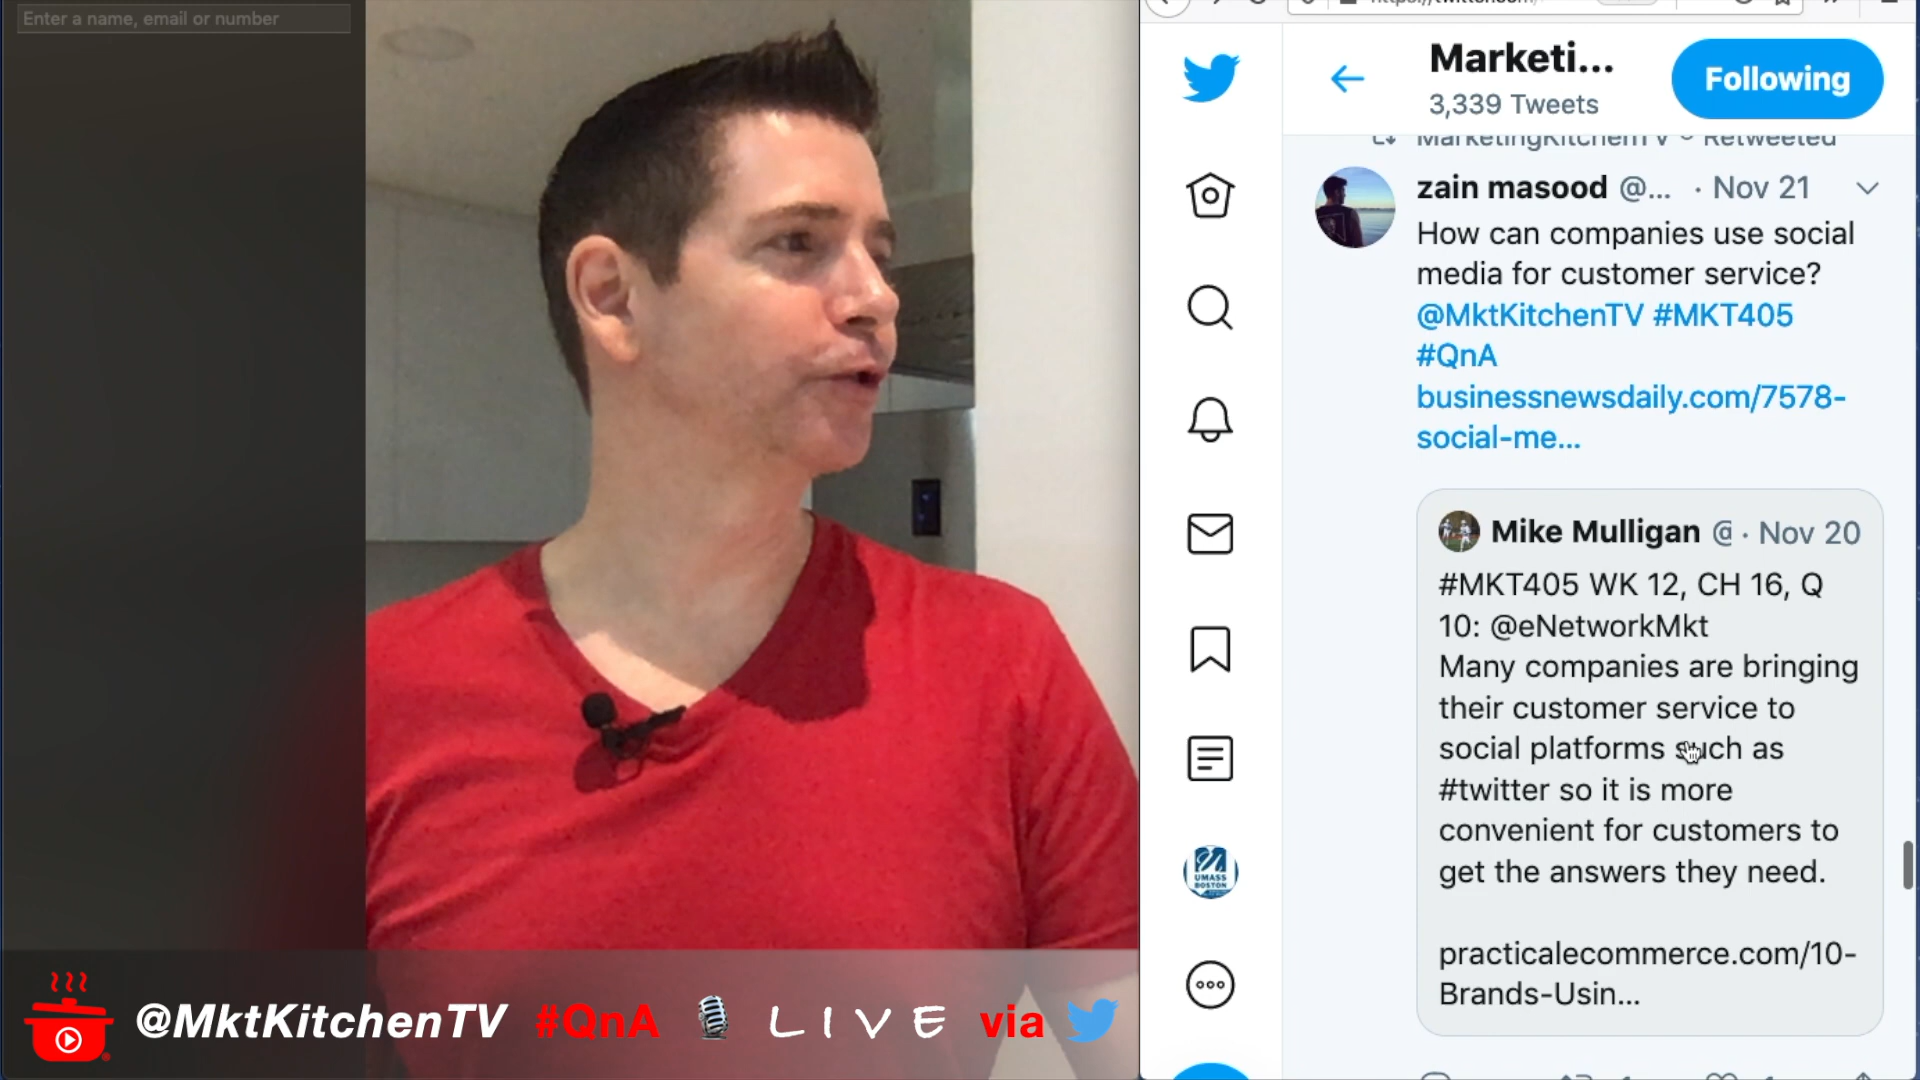 Enter a name, email or number
Marketi...
3,339 Tweets
Following
MarketingKitchenTV Retweeted
zain masood @... · Nov 21
How can companies use social
media for customer service?
@MktKitchenTV #MKT405
#QnA
businessnewsdaily.com/7578-
social-me...
Mike Mulligan @ · Nov 20
#MKT405 WK 12, CH 16, Q
10: @eNetworkMkt
Many companies are bringing
their customer service to
social platforms such as
#twitter so it is more
convenient for customers to
get the answers they need.
practicalecommerce.com/10-
Brands-Usin...
UMASS
BOSTON
@MktKitchenTV #QnA LIVE via